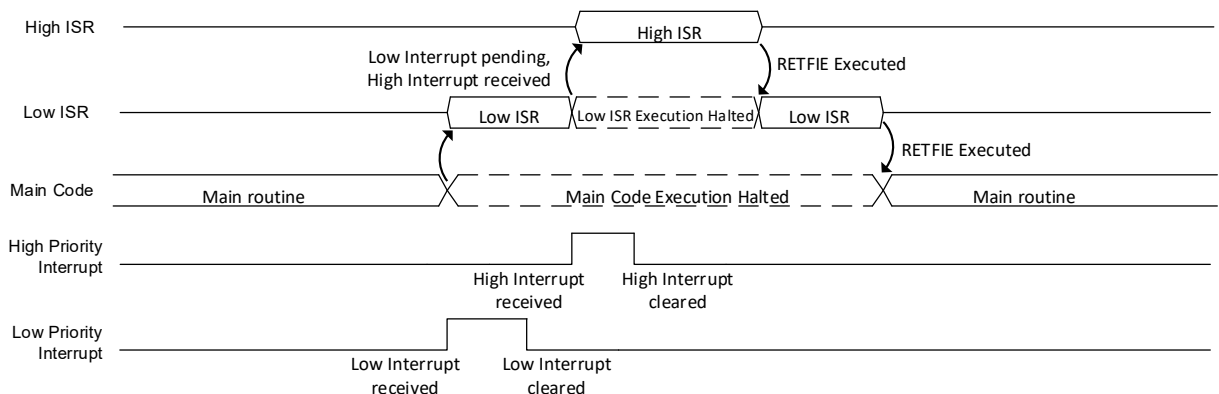 High ISR
High ISR
Low Interrupt pending,
High Interrupt received
RETFIE Executed
Low ISR
Low ISR
Low ISR Execution Halted
Low ISR
RETFIE Executed
Main Code
Main routine
Main Code Execution Halted
Main routine
High Priority
Interrupt
High Interrupt
received
High Interrupt
cleared
Low Priority
Interrupt
Low Interrupt
received
Low Interrupt
cleared